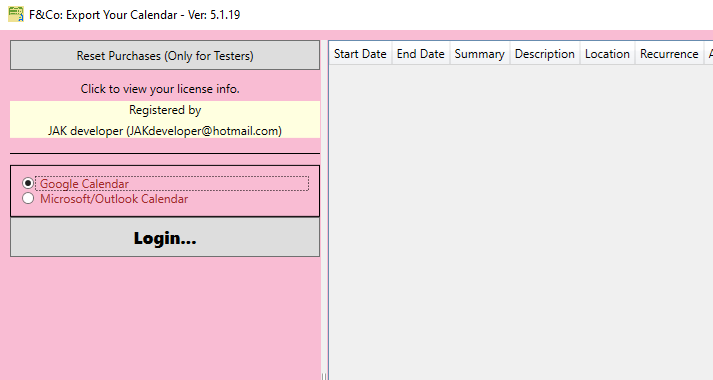 F&Co: Export Your Calendar - Ver: 5.1.19
Reset Purchases (Only for Testers)
Click to view your license info.
Registered by
JAK developer (JAKdeveloper@hotmail.com)
Google Calendar
Microsoft/Outlook Calendar
Login...
Start Date End Date Summary Description Location Recurrence